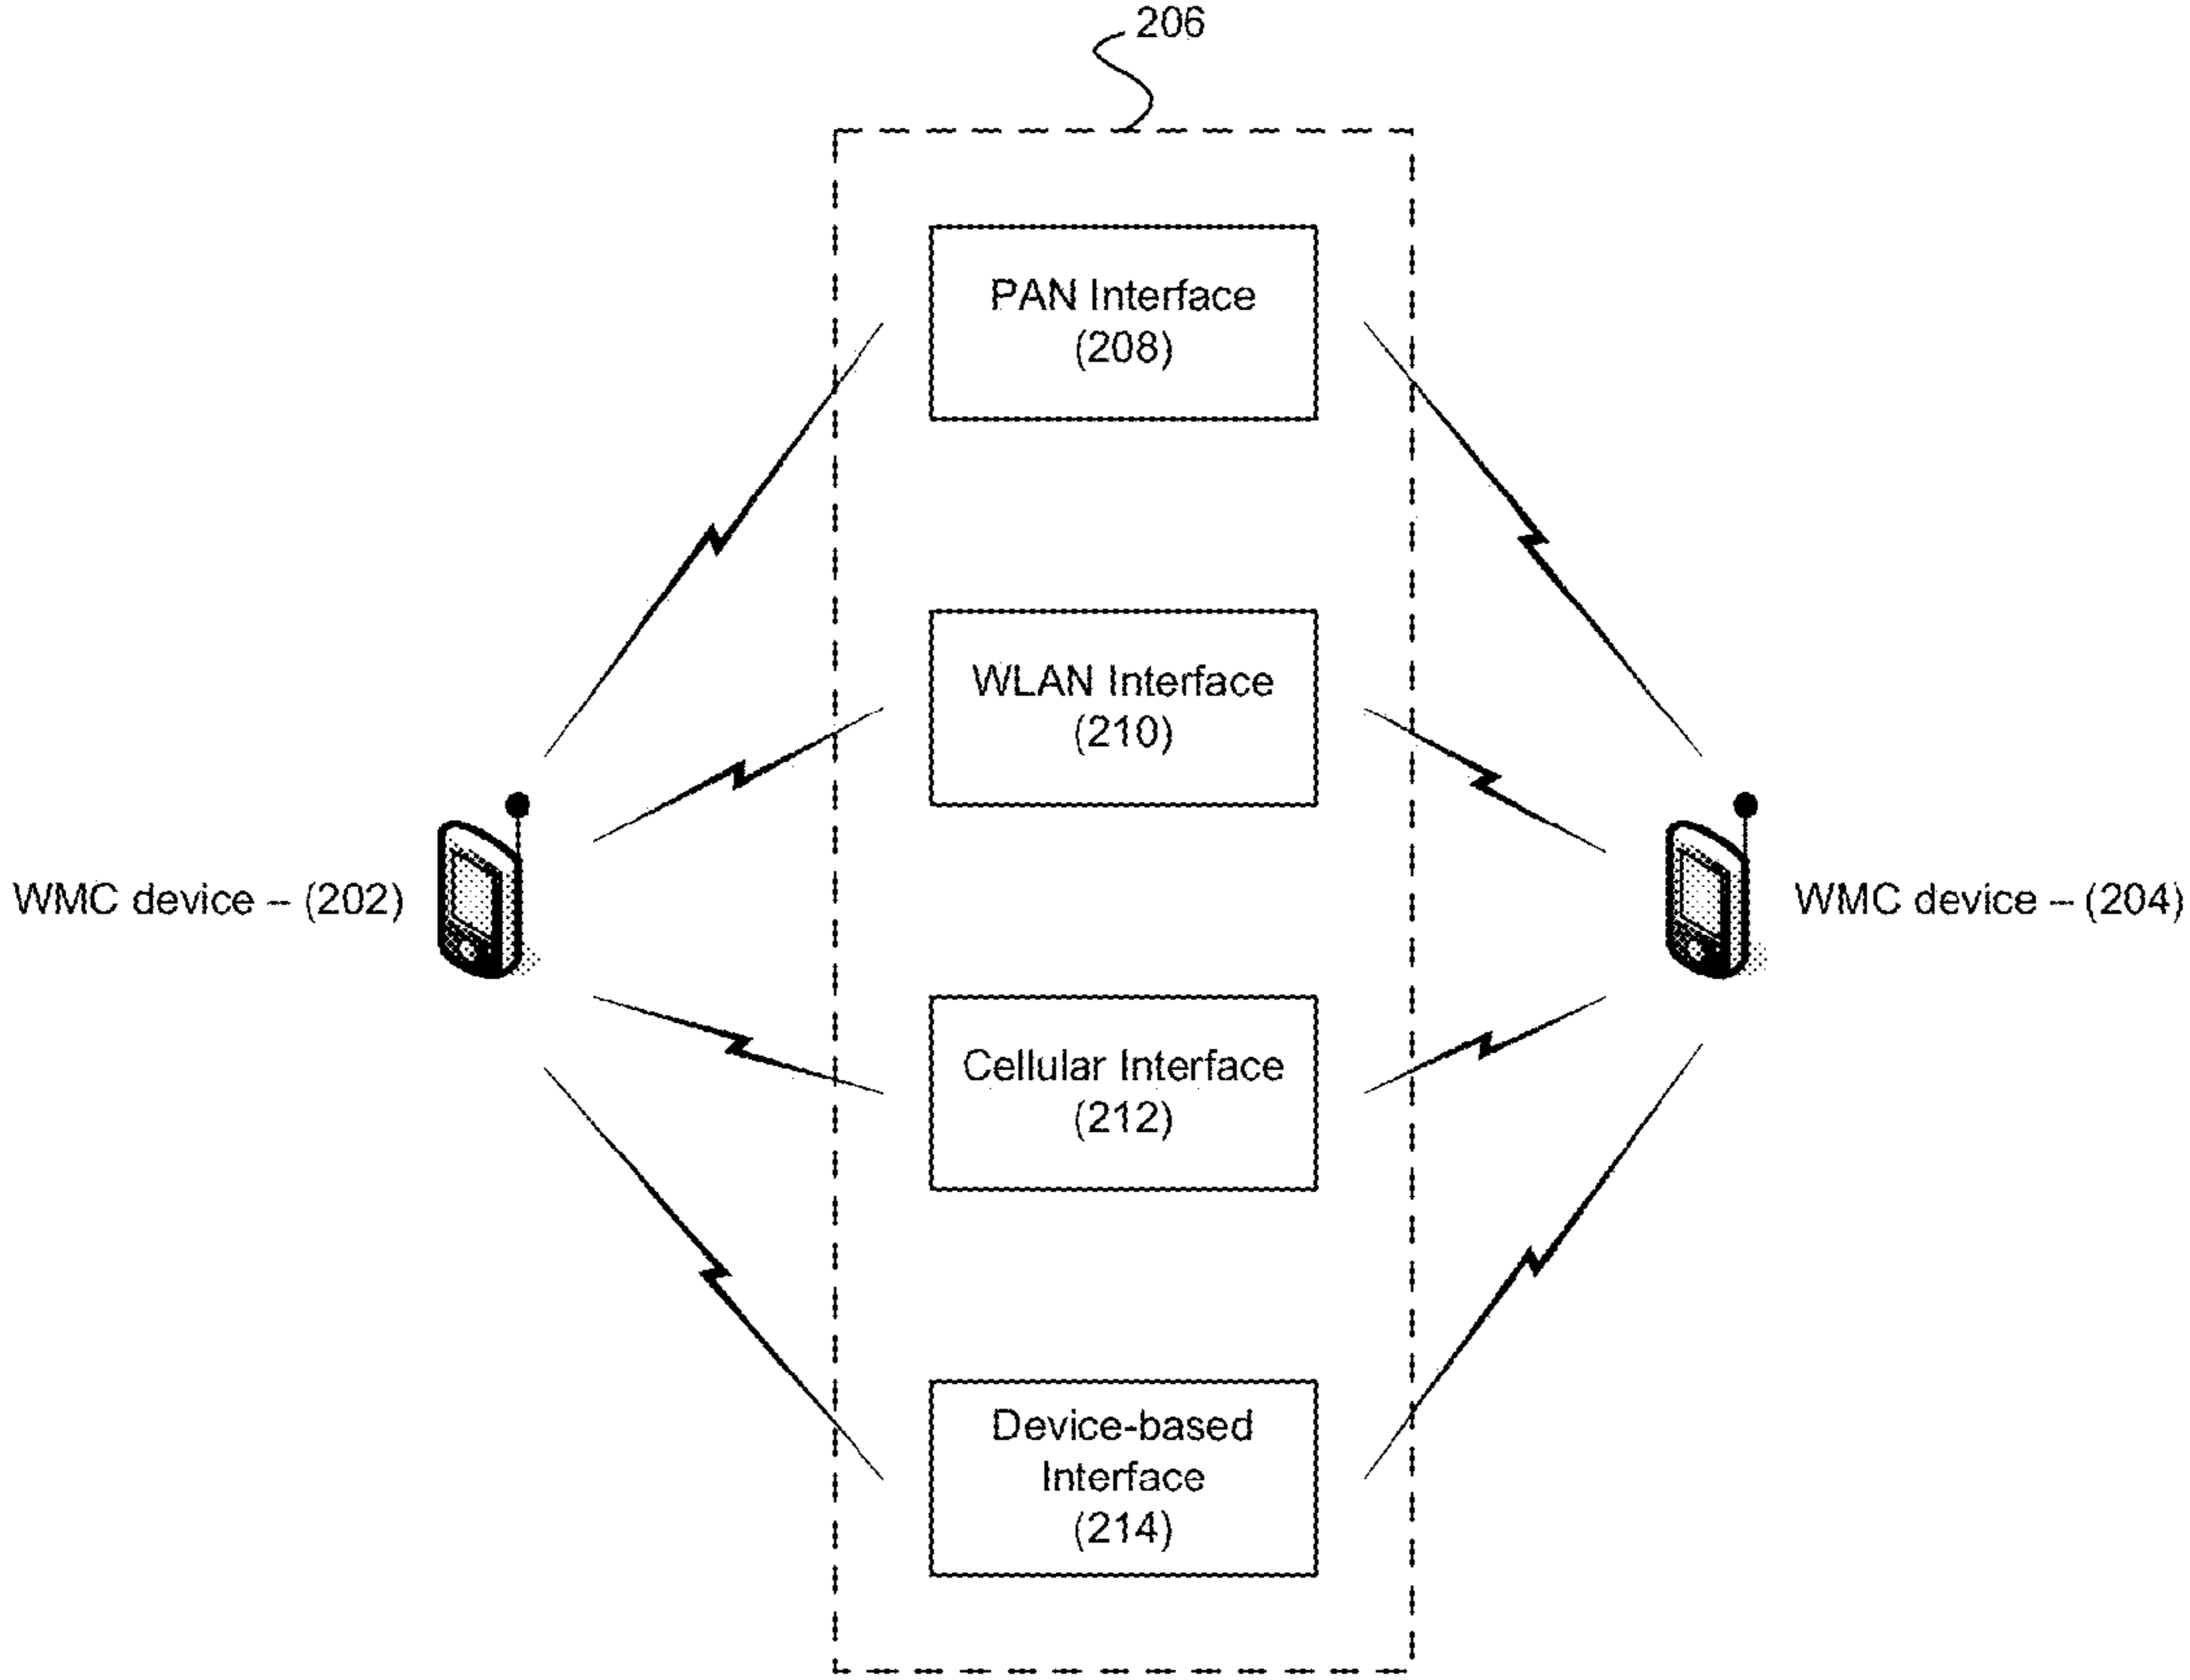 206
PAN Interface
(208)
WLAN Interface
(210)
WMC device -- (202)
WMC device -- (204)
Cellular Interface
(212)
Device-based
Interface
(214)